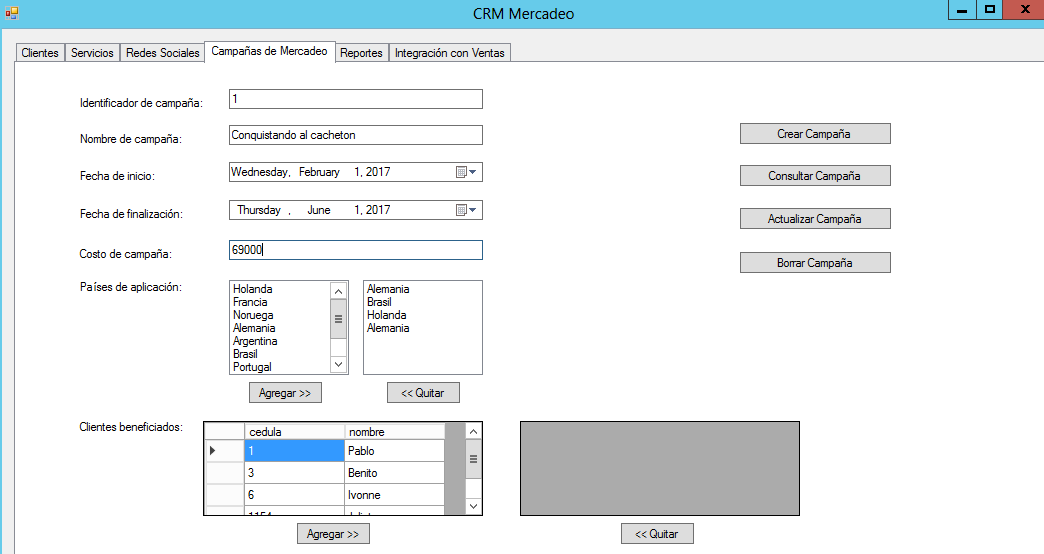 CRM Mercadeo
Clientes Servicios Redes Sociales Campañas de Mercadeo Reportes Integración con Ventas
Identificador de campaña: 1
Nombre de campaña: Conquistando al cacheton
Crear Campaña
Fecha de inicio: Wednesday, February 1, 2017
Consultar Campaña
Fecha de finalización: Thursday , June 1, 2017
Actualizar Campaña
Costo de campaña: 69000
Borrar Campaña
Países de aplicación:
Holanda
Francia
Noruega
Alemania
Argentina
Brasil
Portugal
Alemania
Brasil
Holanda
Alemania
Agregar >>
<< Quitar
Clientes beneficiados:
cedula nombre
1 Pablo
3 Benito
6 Ivonne
Agregar >>
<< Quitar